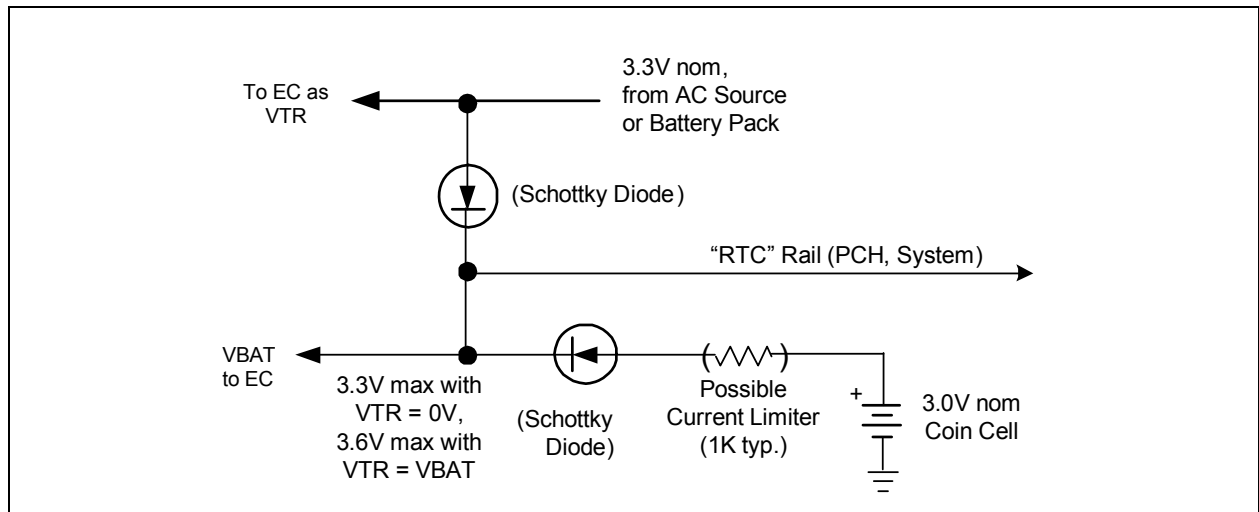 3.3V nom,
from AC Source
or Battery Pack
To EC as
VTR
(Schottky Diode)
“RTC” Rail (PCH, System)
VBAT
to EC
3.3V max with
VTR = 0V,
3.6V max with
VTR = VBAT
(Schottky
Diode)
Possible
Current Limiter
(1K typ.)
+
3.0V nom
Coin Cell